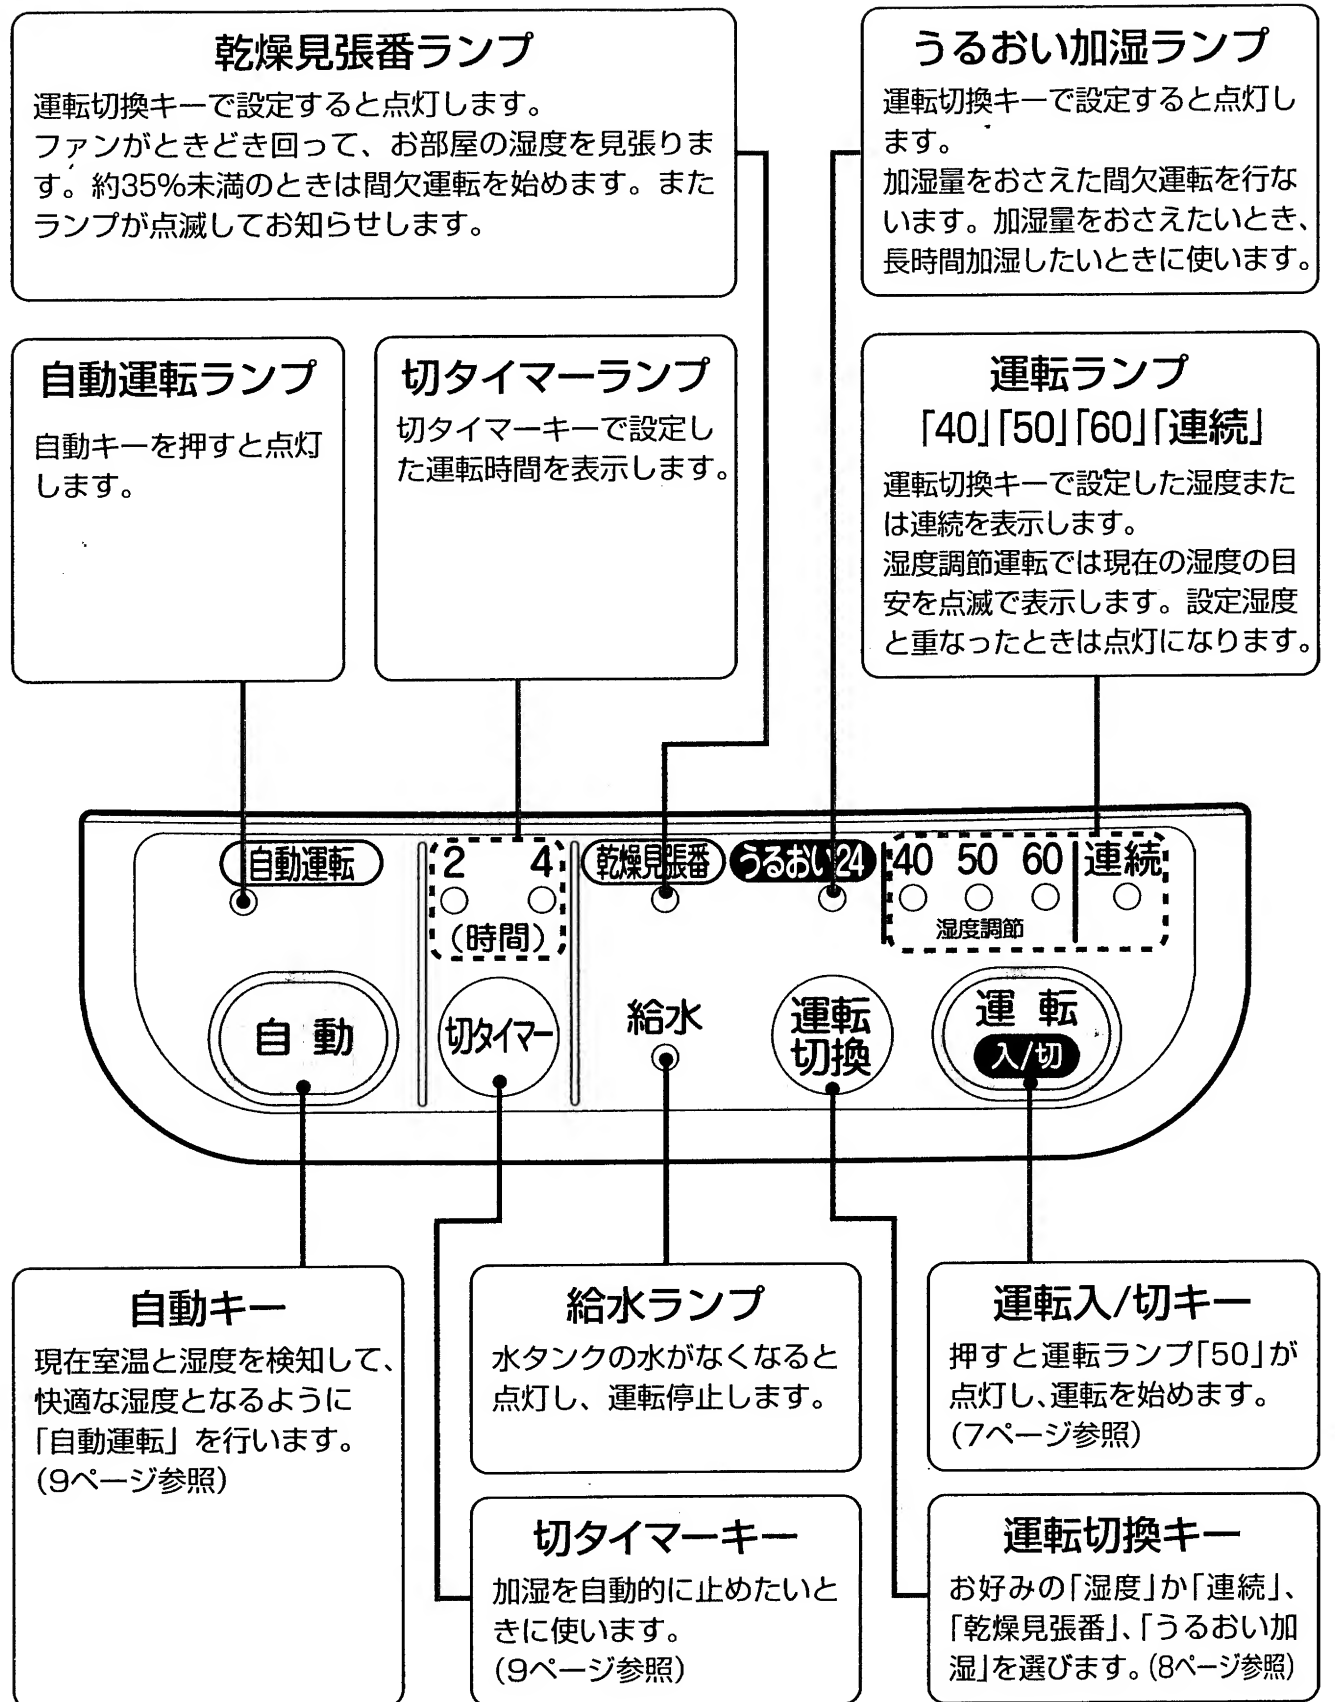 乾燥見張番ランプ
運転切換キーで設定すると点灯します。
ファンがときどき回って、お部屋の湿度を見張りま
す。約35%未満のときは間欠運転を始めます。また
ランプが点滅してお知らせします。
うるおい加湿ランプ
運転切換キーで設定すると点灯し
ます。
加湿量をおさえた間欠運転を行な
います。加湿量をおさえたいとき、
長時間加湿したいときに使います。
自動運転ランプ
自動キーを押すと点灯
します。
切タイマーランプ
切タイマーキーで設定し
た運転時間を表示します。
運転ランプ
「40」「50」「60」「連続」
運転切換キーで設定した湿度また
は連続を表示します。
湿度調節運転では現在の湿度の目
安を点滅で表示します。設定湿度
と重なったときは点灯になります。
自動運転
2 4
(時間)
乾燥見張番
うるおい24
40 50 60
湿度調節
連続
自動
切タイマー
給水
運転
切換
運転
入/切
自動キー
現在室温と湿度を検知して、
快適な湿度となるように
「自動運転」を行います。
(9ページ参照)
給水ランプ
水タンクの水がなくなると
点灯し、運転停止します。
運転入/切キー
押すと運転ランプ「50」が
点灯し、運転を始めます。
(7ページ参照)
切タイマーキー
加湿を自動的に止めたいと
きに使います。
(9ページ参照)
運転切換キー
お好みの「湿度」か「連続」、
「乾燥見張番」、「うるおい加
湿」を選びます。(8ページ参照)